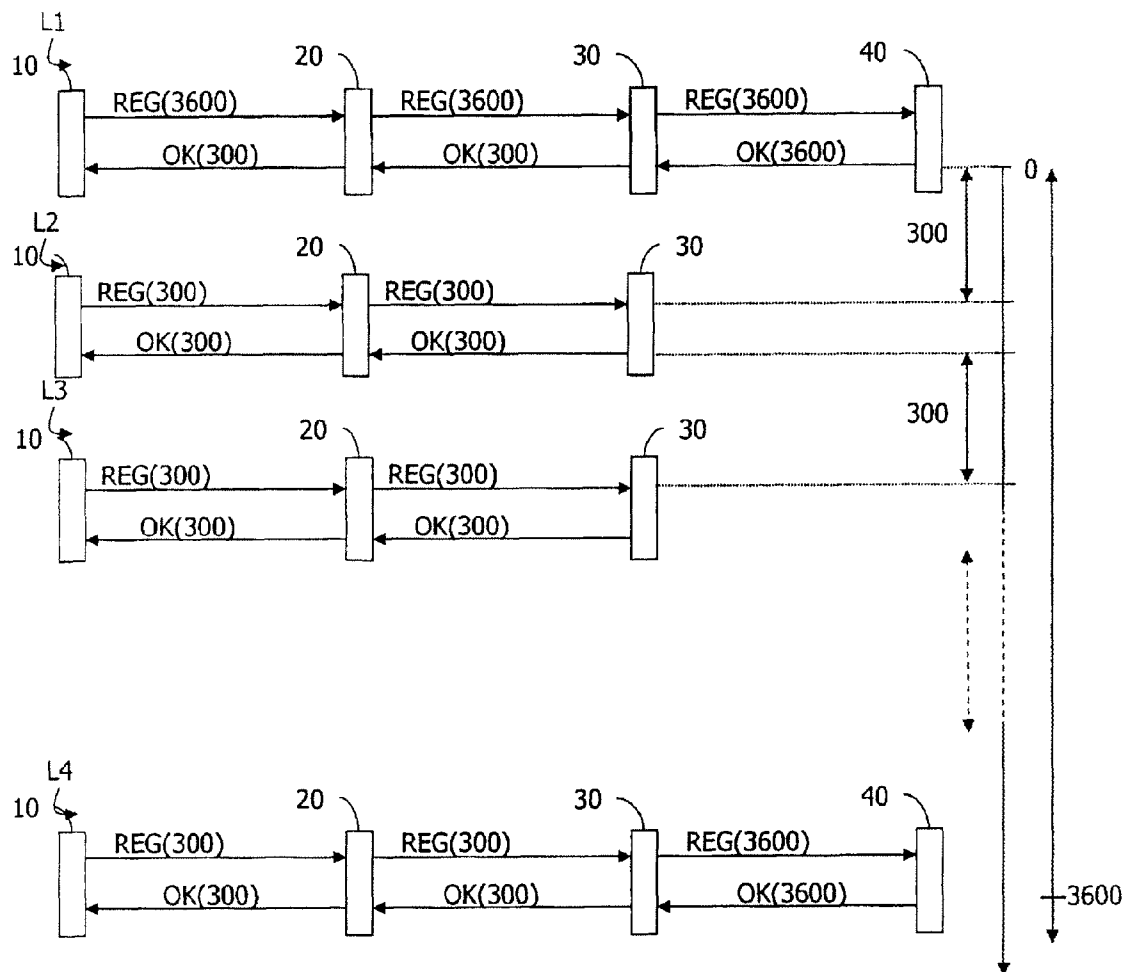 L1
10 20 30 40
REG(3600) REG(3600) REG(3600)
OK(300) OK(300) OK(3600)
0
300
L2
10 20 30
REG(300) REG(300)
OK(300) OK(300)
300
L3
10 20 30
REG(300) REG(300)
OK(300) OK(300)
L4
10 20 30 40
REG(300) REG(300) REG(3600)
OK(300) OK(300) OK(3600)
3600